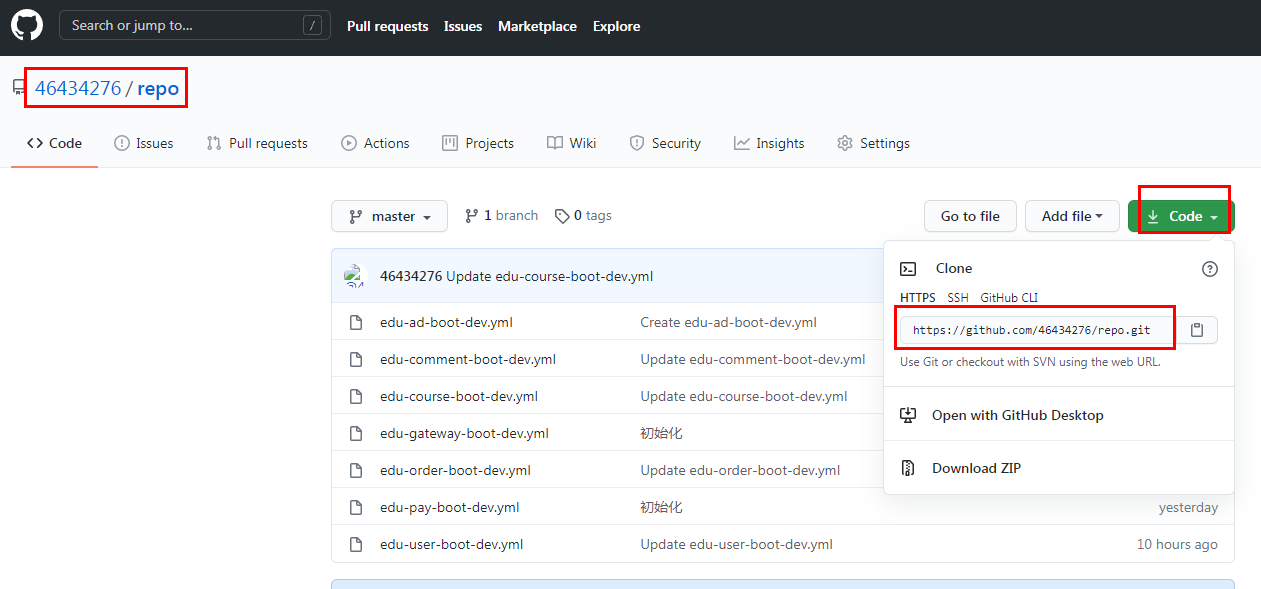 Search or jump to... /
Pull requests Issues Marketplace Explore
46434276 / repo
Code Issues Pull requests Actions Projects Wiki Security Insights Settings
master 1 branch 0 tags Go to file Add file Code
46434276 Update edu-course-boot-dev.yml
edu-ad-boot-dev.yml Create edu-ad-boot-dev.yml
edu-comment-boot-dev.yml Update edu-comment-boot-dev.yml
edu-course-boot-dev.yml Update edu-course-boot-dev.yml
edu-gateway-boot-dev.yml 初始化
edu-order-boot-dev.yml Update edu-order-boot-dev.yml
edu-pay-boot-dev.yml 初始化 yesterday
edu-user-boot-dev.yml Update edu-user-boot-dev.yml 10 hours ago
Clone
HTTPS SSH GitHub CLI
https://github.com/46434276/repo.git
Use Git or checkout with SVN using the web URL.
Open with GitHub Desktop
Download ZIP